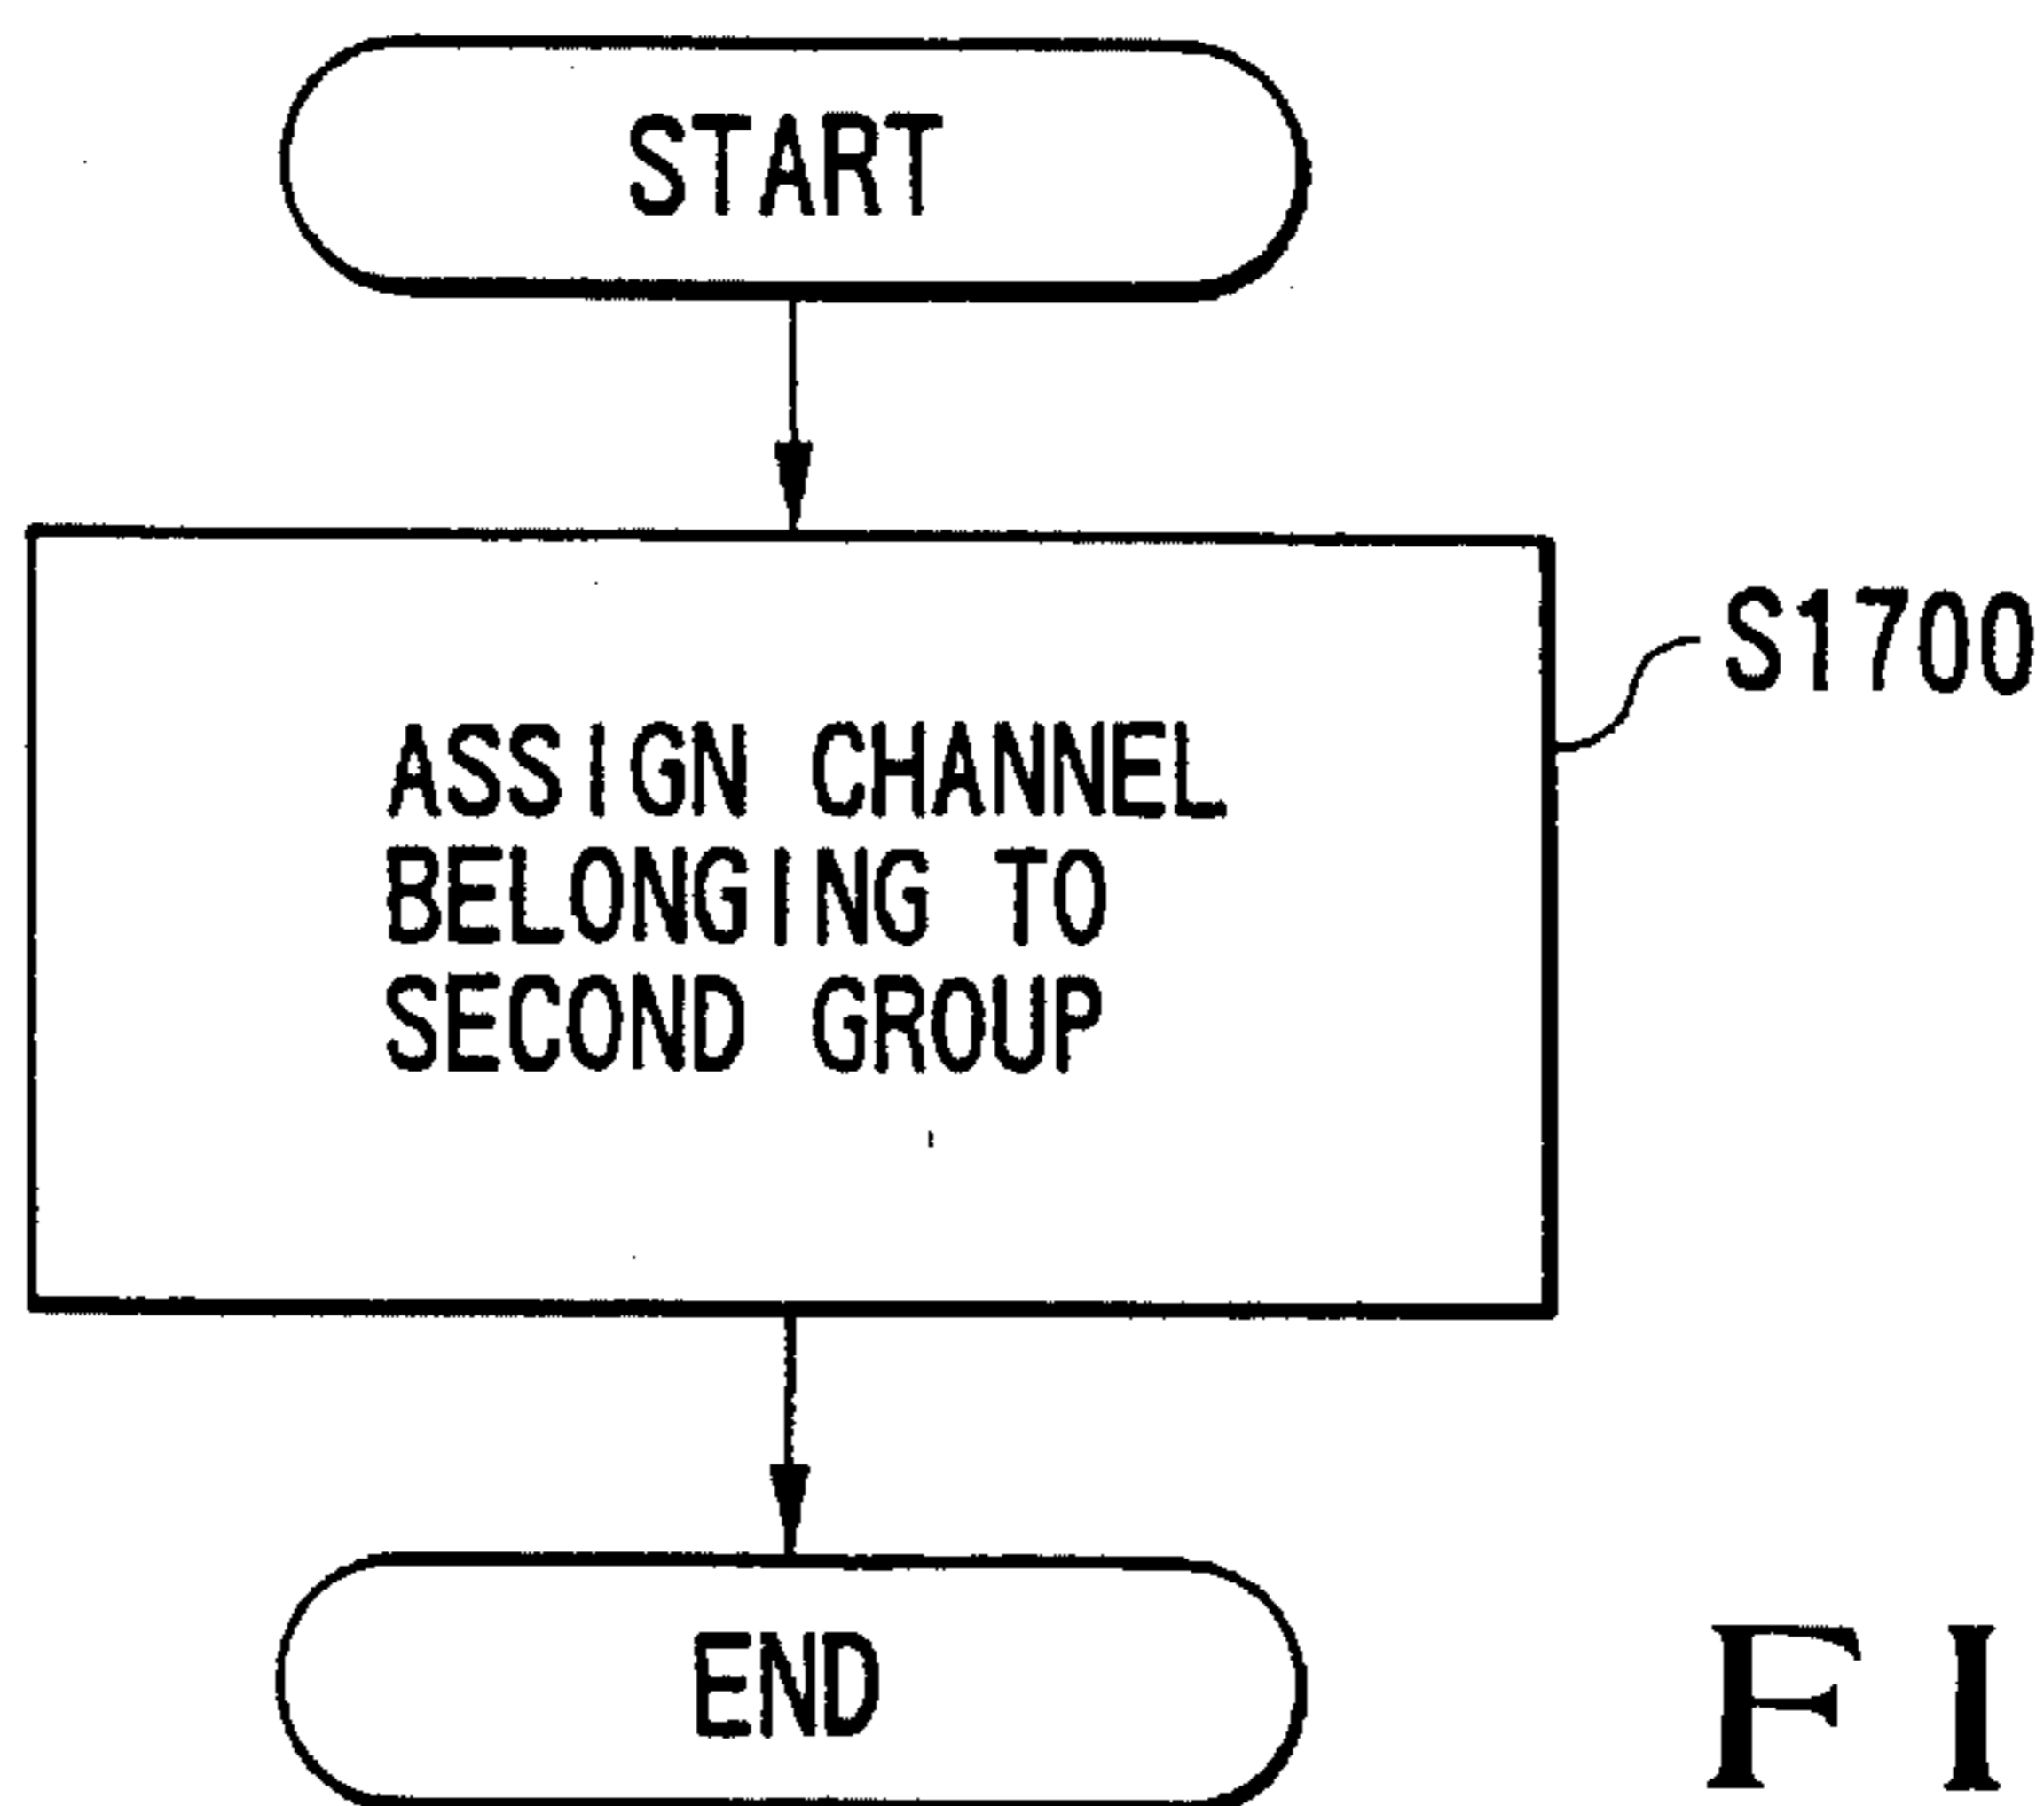 START
S1700
ASSIGN CHANNEL
BELONGING TO
SECOND GROUP
END
FI